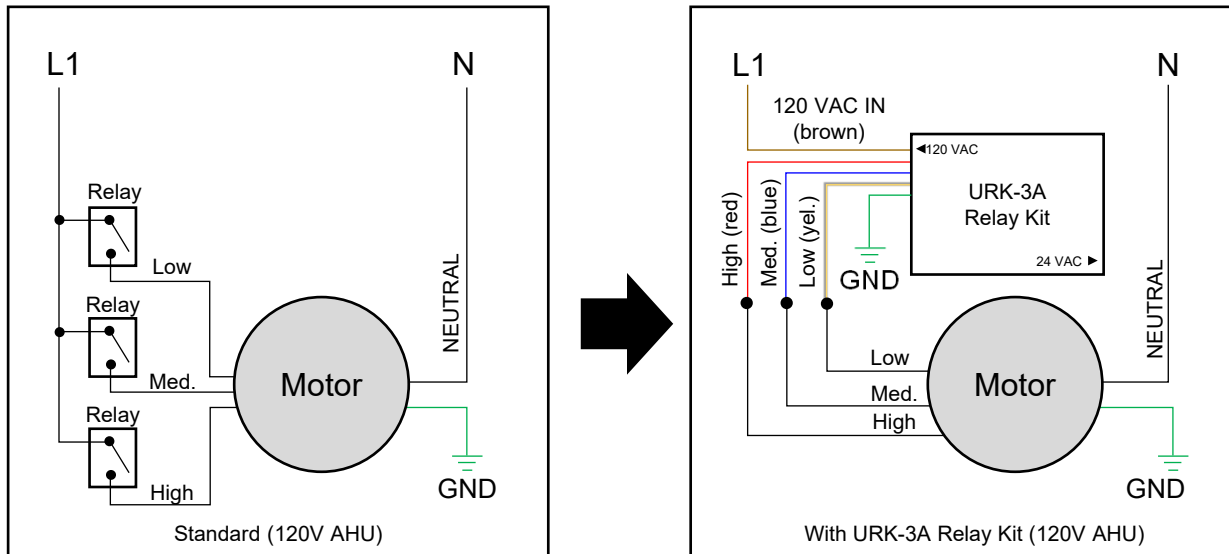 L1
N
Relay
Low
Relay
Med.
Relay
High
Motor
NEUTRAL
GND
Standard (120V AHU)
L1
N
120 VAC IN
(brown)
◄120 VAC
URK-3A
Relay Kit
24 VAC ►
High (red)
Med. (blue)
Low (yel.)
GND
NEUTRAL
Low
Med.
High
Motor
GND
With URK-3A Relay Kit (120V AHU)